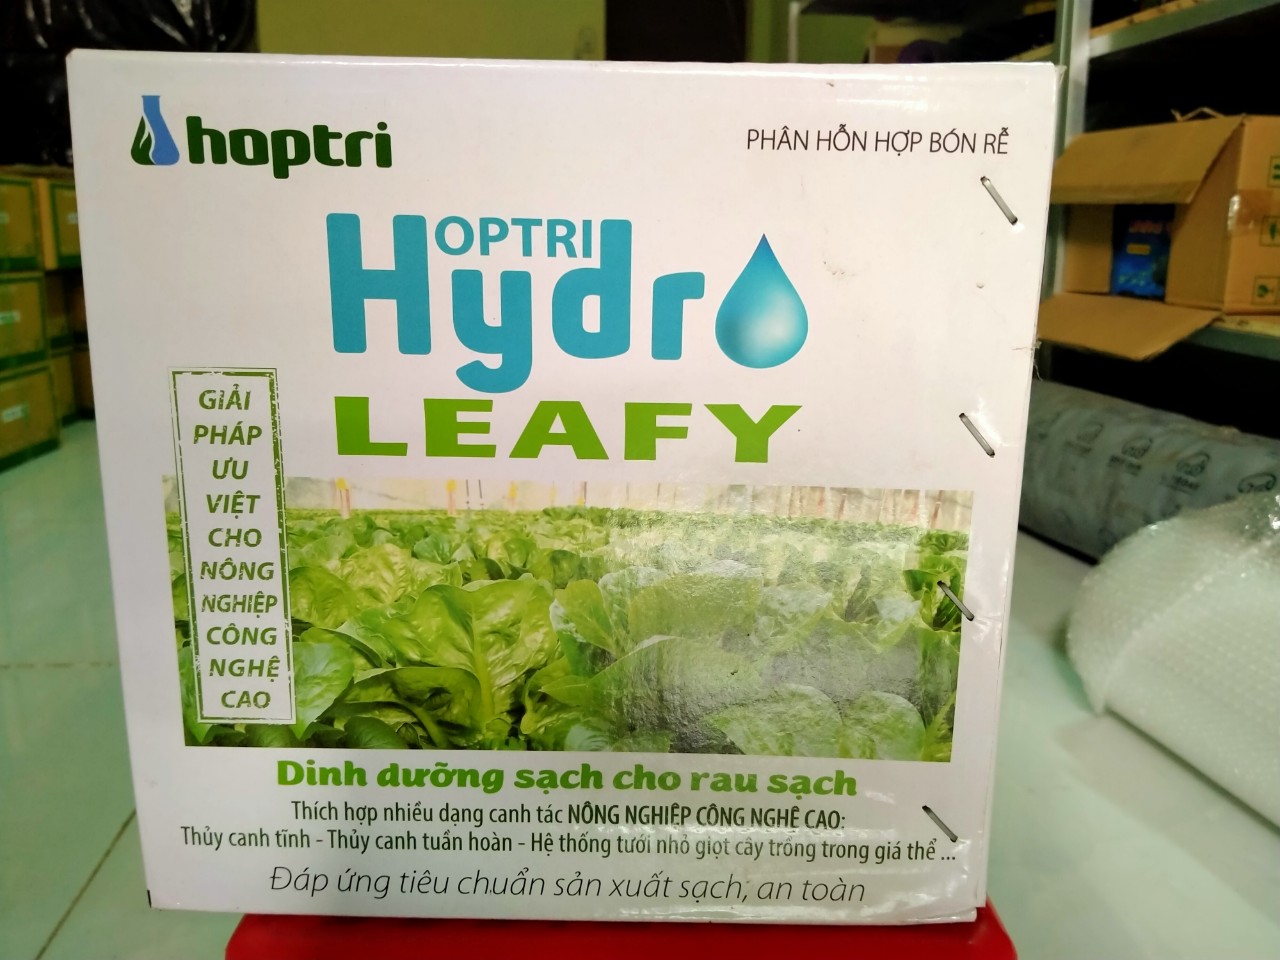 hoptri
PHÂN HỖN HỢP BÓN RỄ
HOPTRI
Hydro
LEAFY
GIẢI
PHÁP
ƯU
VIỆT
CHO
NÔNG
NGHIỆP
CÔNG
NGHỆ
CAO
Dinh dưỡng sạch cho rau sạch
Thích hợp nhiều dạng canh tác NÔNG NGHIỆP CÔNG NGHỆ CAO:
Thủy canh tĩnh - Thủy canh tuần hoàn - Hệ thống tưới nhỏ giọt cây trồng trong giá thể ...
Đáp ứng tiêu chuẩn sản xuất sạch, an toàn